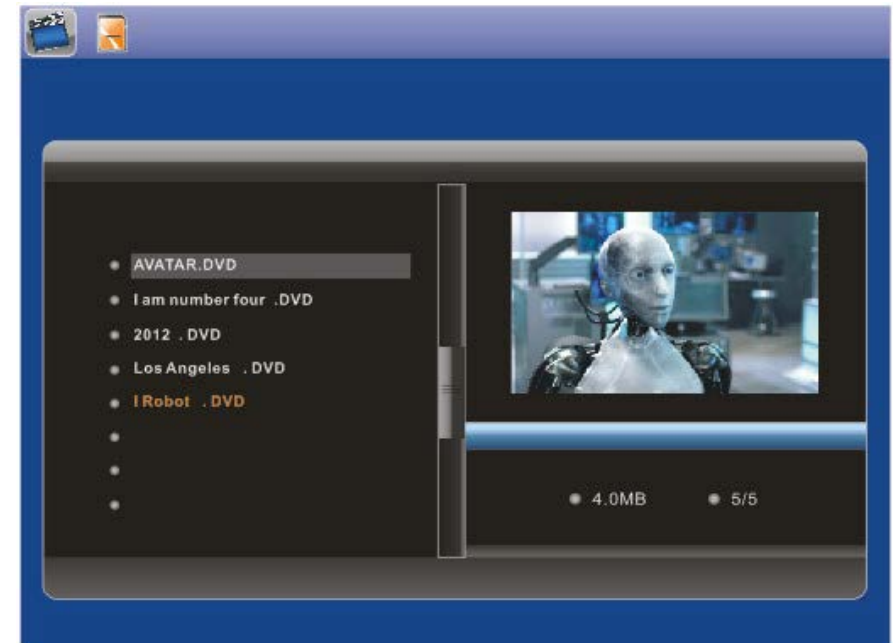 AVATAR.DVD
I am number four .DVD
2012 . DVD
Los Angeles . DVD
I Robot . DVD
4.0MB 5/5